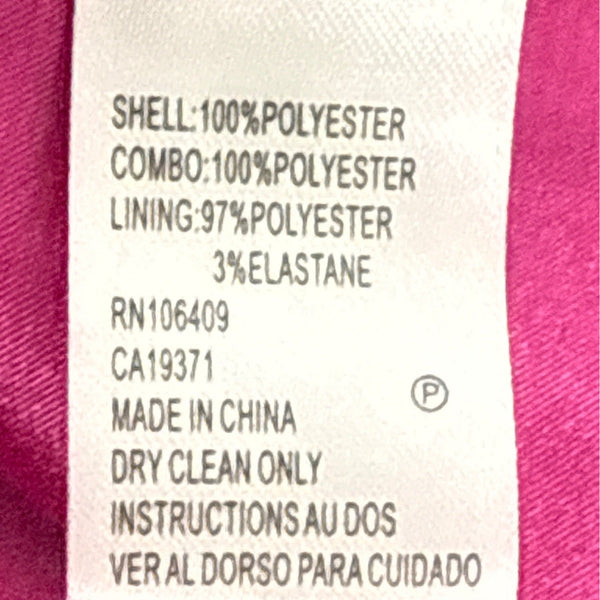 SHELL:100%POLYESTER
COMBO:100%POLYESTER
LINING:97%POLYESTER
3%ELASTANE
RN106409
CA19371
P
MADE IN CHINA
DRY CLEAN ONLY
INSTRUCTIONS AU DOS
VER AL DORSO PARA CUIDADO